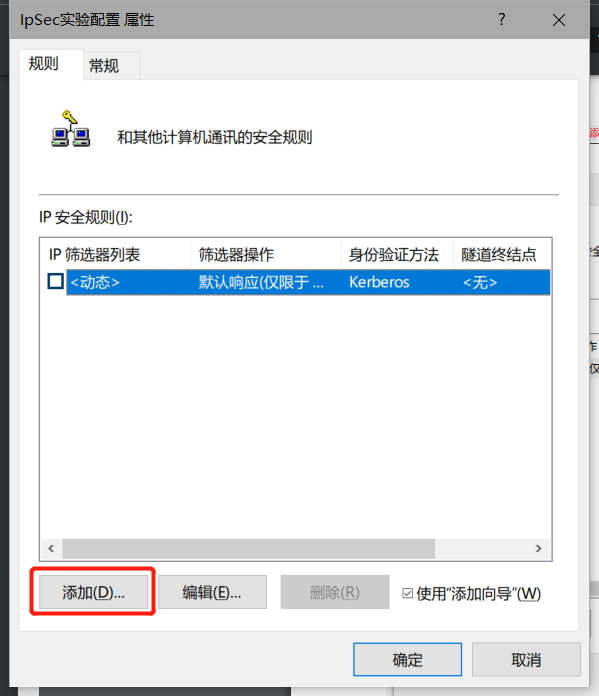 IpSec实验配置 属性
?
规则
常规
和其他计算机通讯的安全规则
IP 安全规则(I):
IP 筛选器列表 筛选器操作 身份验证方法 隧道终结点
<动态> 默认响应(仅限于 ... Kerberos <无>
添加(D)... 编辑(E)... 删除(R) 使用"添加向导"(W)
确定 取消